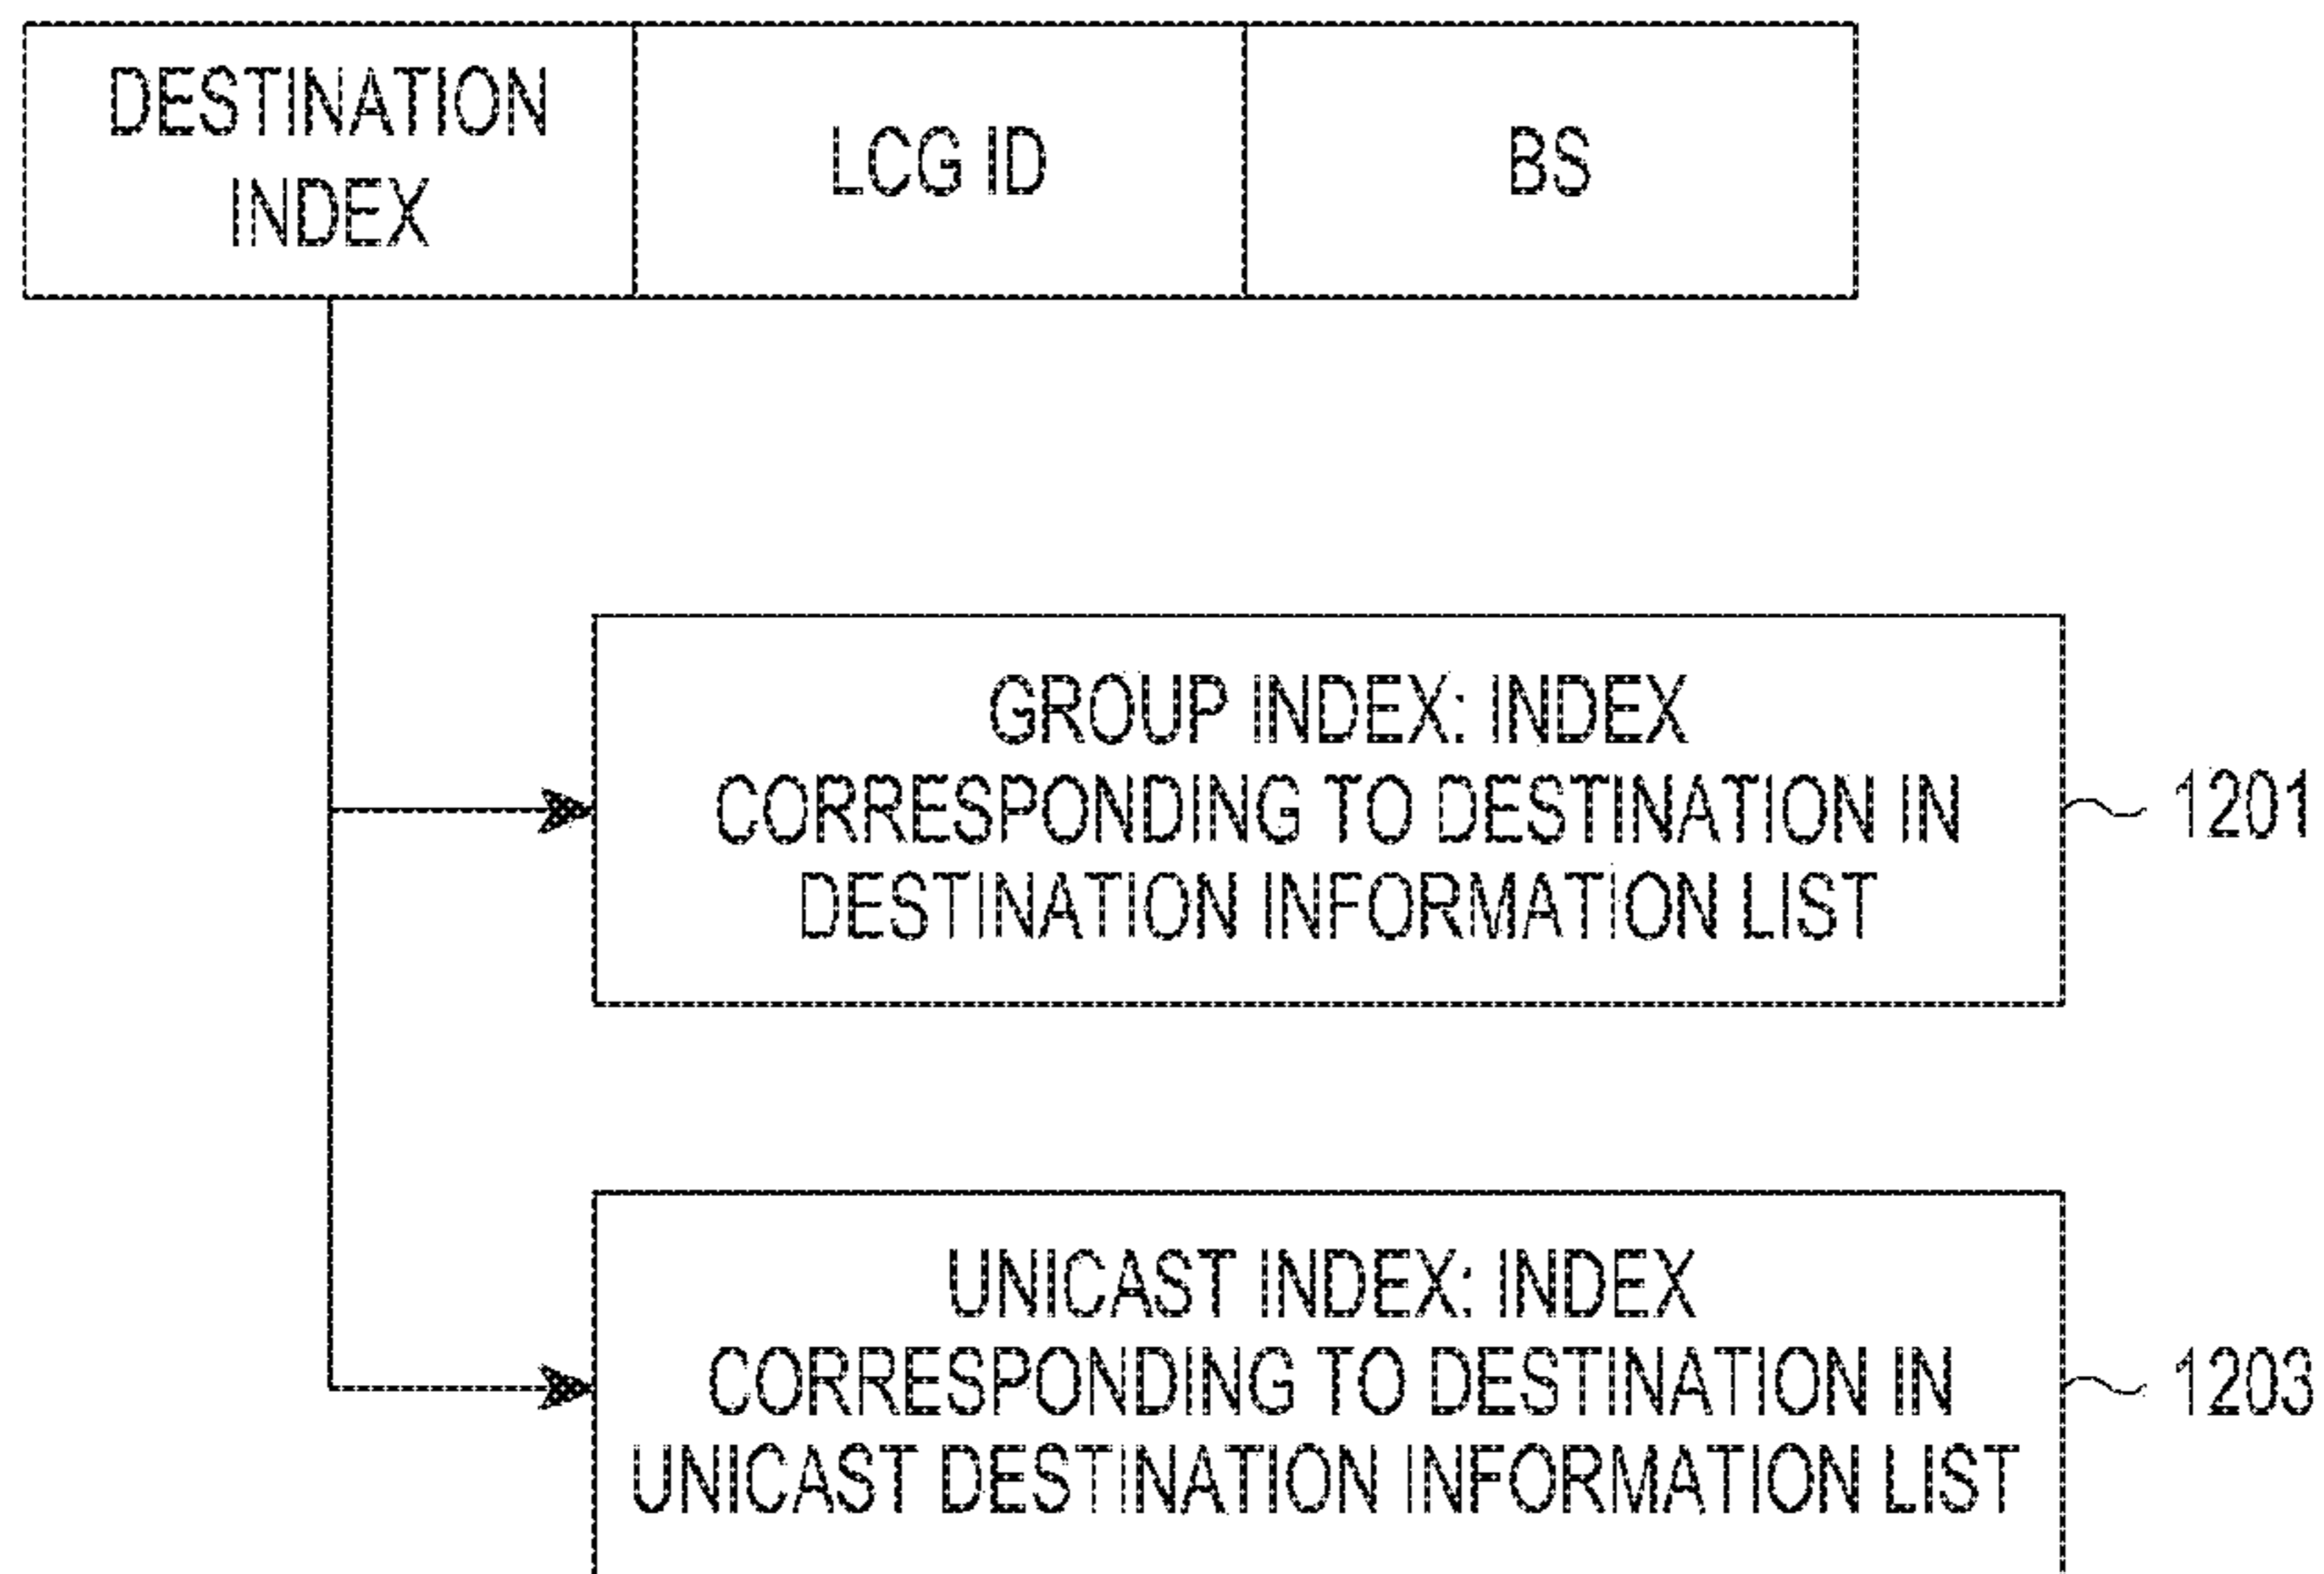 DESTINATION
INDEX
LCG ID
BS
GROUP INDEX: INDEX
CORRESPONDING TO DESTINATION IN
DESTINATION INFORMATION LIST
1201
UNICAST INDEX: INDEX
CORRESPONDING TO DESTINATION IN
UNICAST DESTINATION INFORMATION LIST
1203